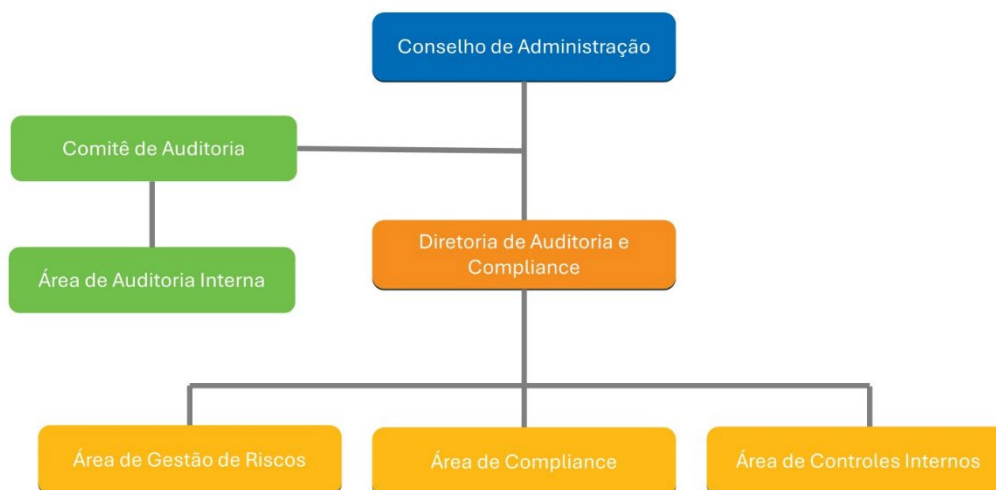 Conselho de Administração
Comitê de Auditoria
Diretoria de Auditoria e
Compliance
Área de Auditoria Interna
Área de Gestão de Riscos
Área de Compliance
Área de Controles Internos